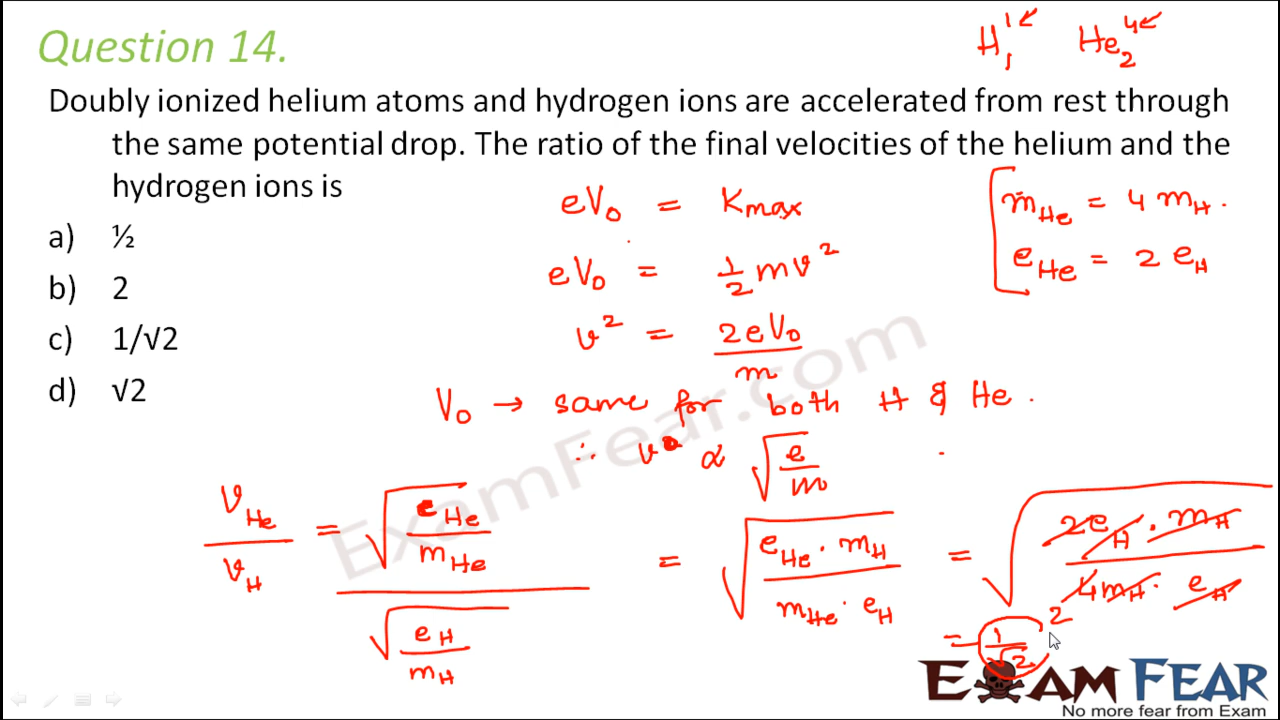 Question 14.
H₁¹ He₂⁴
Doubly ionized helium atoms and hydrogen ions are accelerated from rest through
the same potential drop. The ratio of the final velocities of the helium and the
hydrogen ions is
a) ½
b) 2
c) 1/√2
d) √2
eV₀ = Kmax
eV₀ = 1/2 mv²
v² = 2eV₀/m
m_He = 4 m_H.
e_He = 2 e_H
V₀ → same for both H & He.
∴ v ∝ √(e/m)
v_He/v_H = √(e_He/m_He) / √(e_H/m_H) = √(e_He · m_H / m_He · e_H) = √(2e_H · m_H / 4m_H · e_H)
2
= 1/√2
ExamFear.com
EXAM FEAR
No more fear from Exam